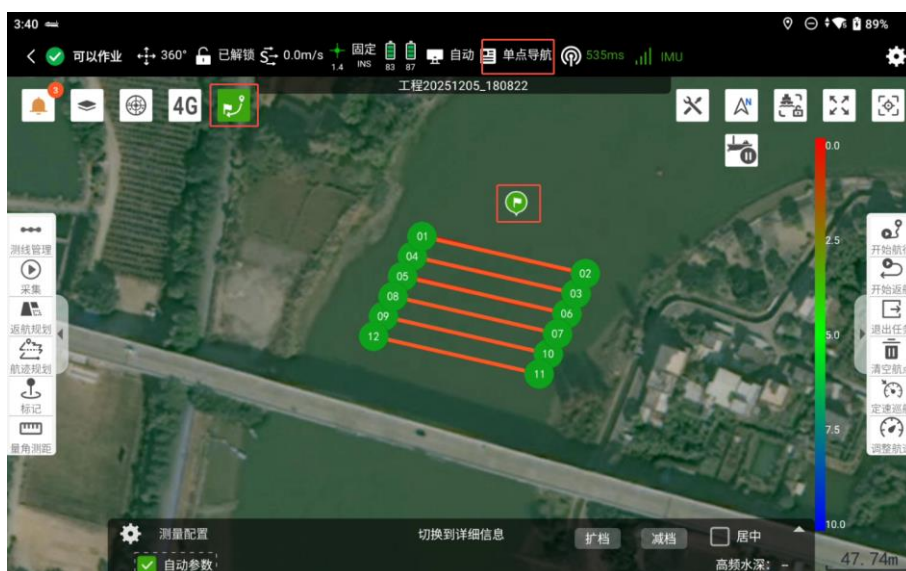 3:40 89%
可以作业 360° 已解锁 0.0m/s 1.4 固定 INS 83 87 自动 单点导航 535ms IMU
工程20251205_180822
3 4G N
0.0
测线管理 2.5 开始航
采集 开始返
返航规划 5.0 退出任
航迹规划 清空航
标记 定速巡
量角测距 7.5 调整航
01
04 02
05 03
08 06
09 07
12 10
11
10.0
测量配置 切换到详细信息 扩档 减档 居中
自动参数 高频水深: - 47.74m